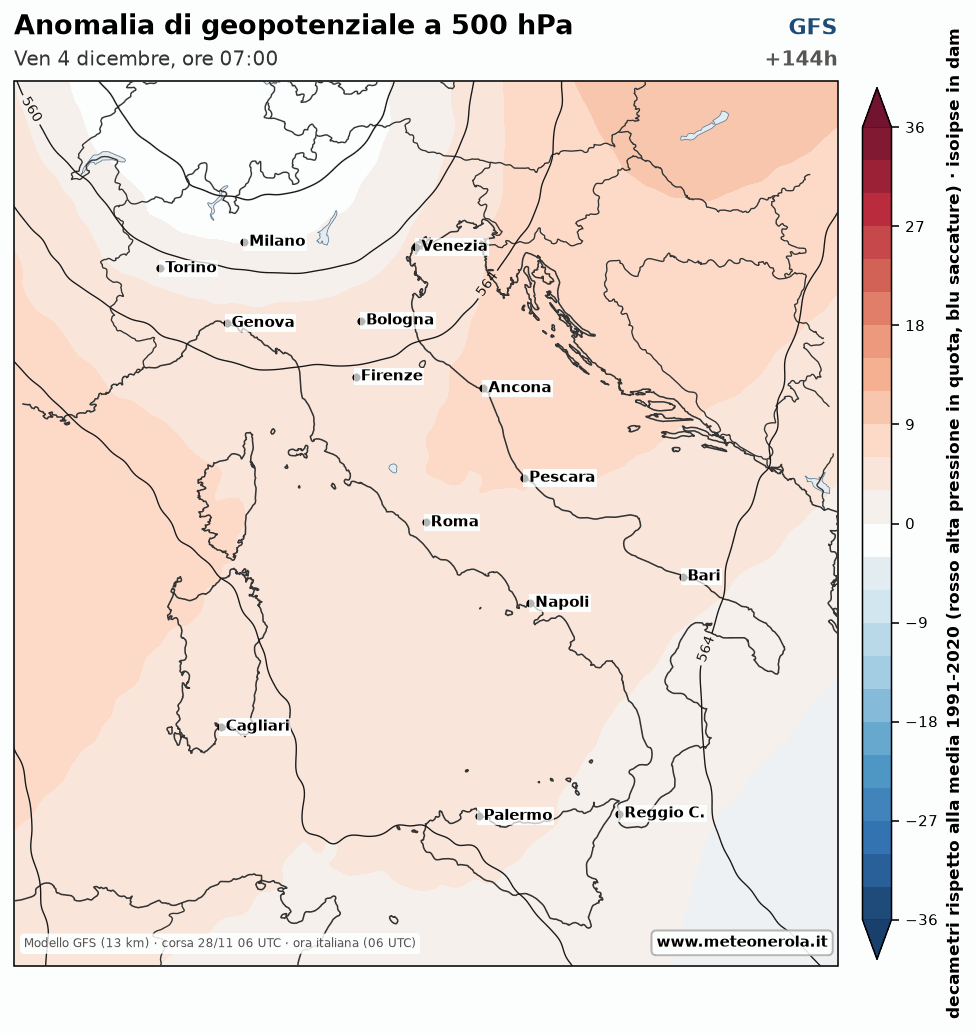 Anomalia di geopotenziale a 500 hPa
GFS
Ven 4 dicembre, ore 07:00
+144h
560
Milano
Venezia
Torino
564
Genova
Bologna
Firenze
Ancona
Pescara
Roma
Bari
Napoli
564
Cagliari
Palermo
Reggio C.
Modello GFS (13 km) · corsa 28/11 06 UTC · ora italiana (06 UTC)
www.meteonerola.it
36
27
18
9
0
−9
−18
−27
−36
decametri rispetto alla media 1991-2020 (rosso alta pressione in quota, blu saccature) · isoipse in dam